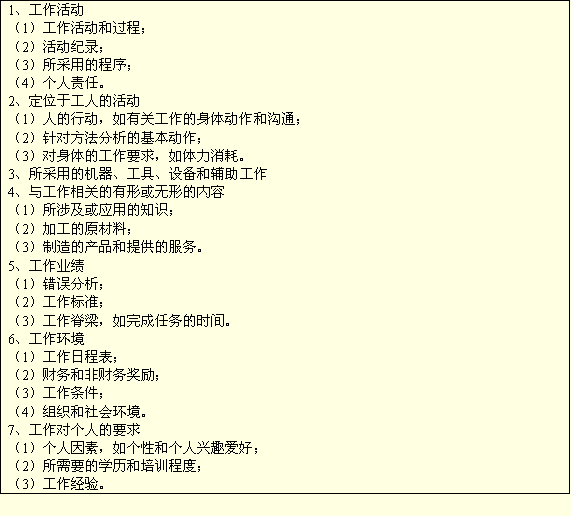 1、工作活动
（1）工作活动和过程；
（2）活动纪录；
（3）所采用的程序；
（4）个人责任。
2、定位于工人的活动
（1）人的行动，如有关工作的身体动作和沟通；
（2）针对方法分析的基本动作；
（3）对身体的工作要求，如体力消耗。
3、所采用的机器、工具、设备和辅助工作
4、与工作相关的有形或无形的内容
（1）所涉及或应用的知识；
（2）加工的原材料；
（3）制造的产品和提供的服务。
5、工作业绩
（1）错误分析；
（2）工作标准；
（3）工作脊梁，如完成任务的时间。
6、工作环境
（1）工作日程表；
（2）财务和非财务奖励；
（3）工作条件；
（4）组织和社会环境。
7、工作对个人的要求
（1）个人因素，如个性和个人兴趣爱好；
（2）所需要的学历和培训程度；
（3）工作经验。